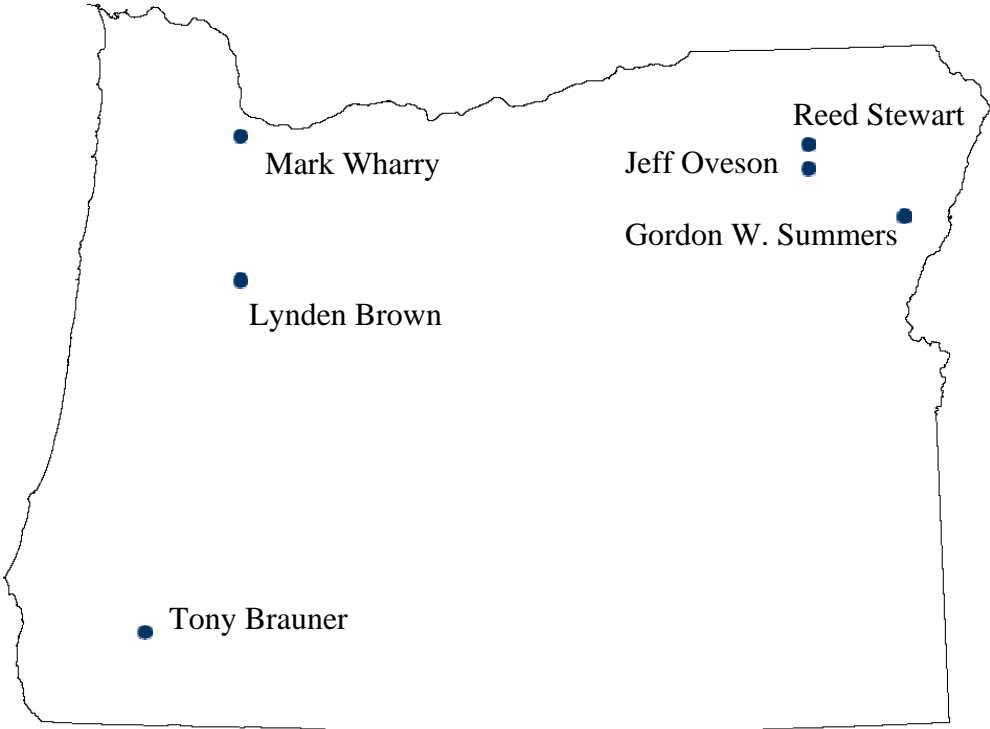 Reed Stewart
Mark Wharry
Jeff Oveson
Gordon W. Summers
Lynden Brown
Tony Brauner